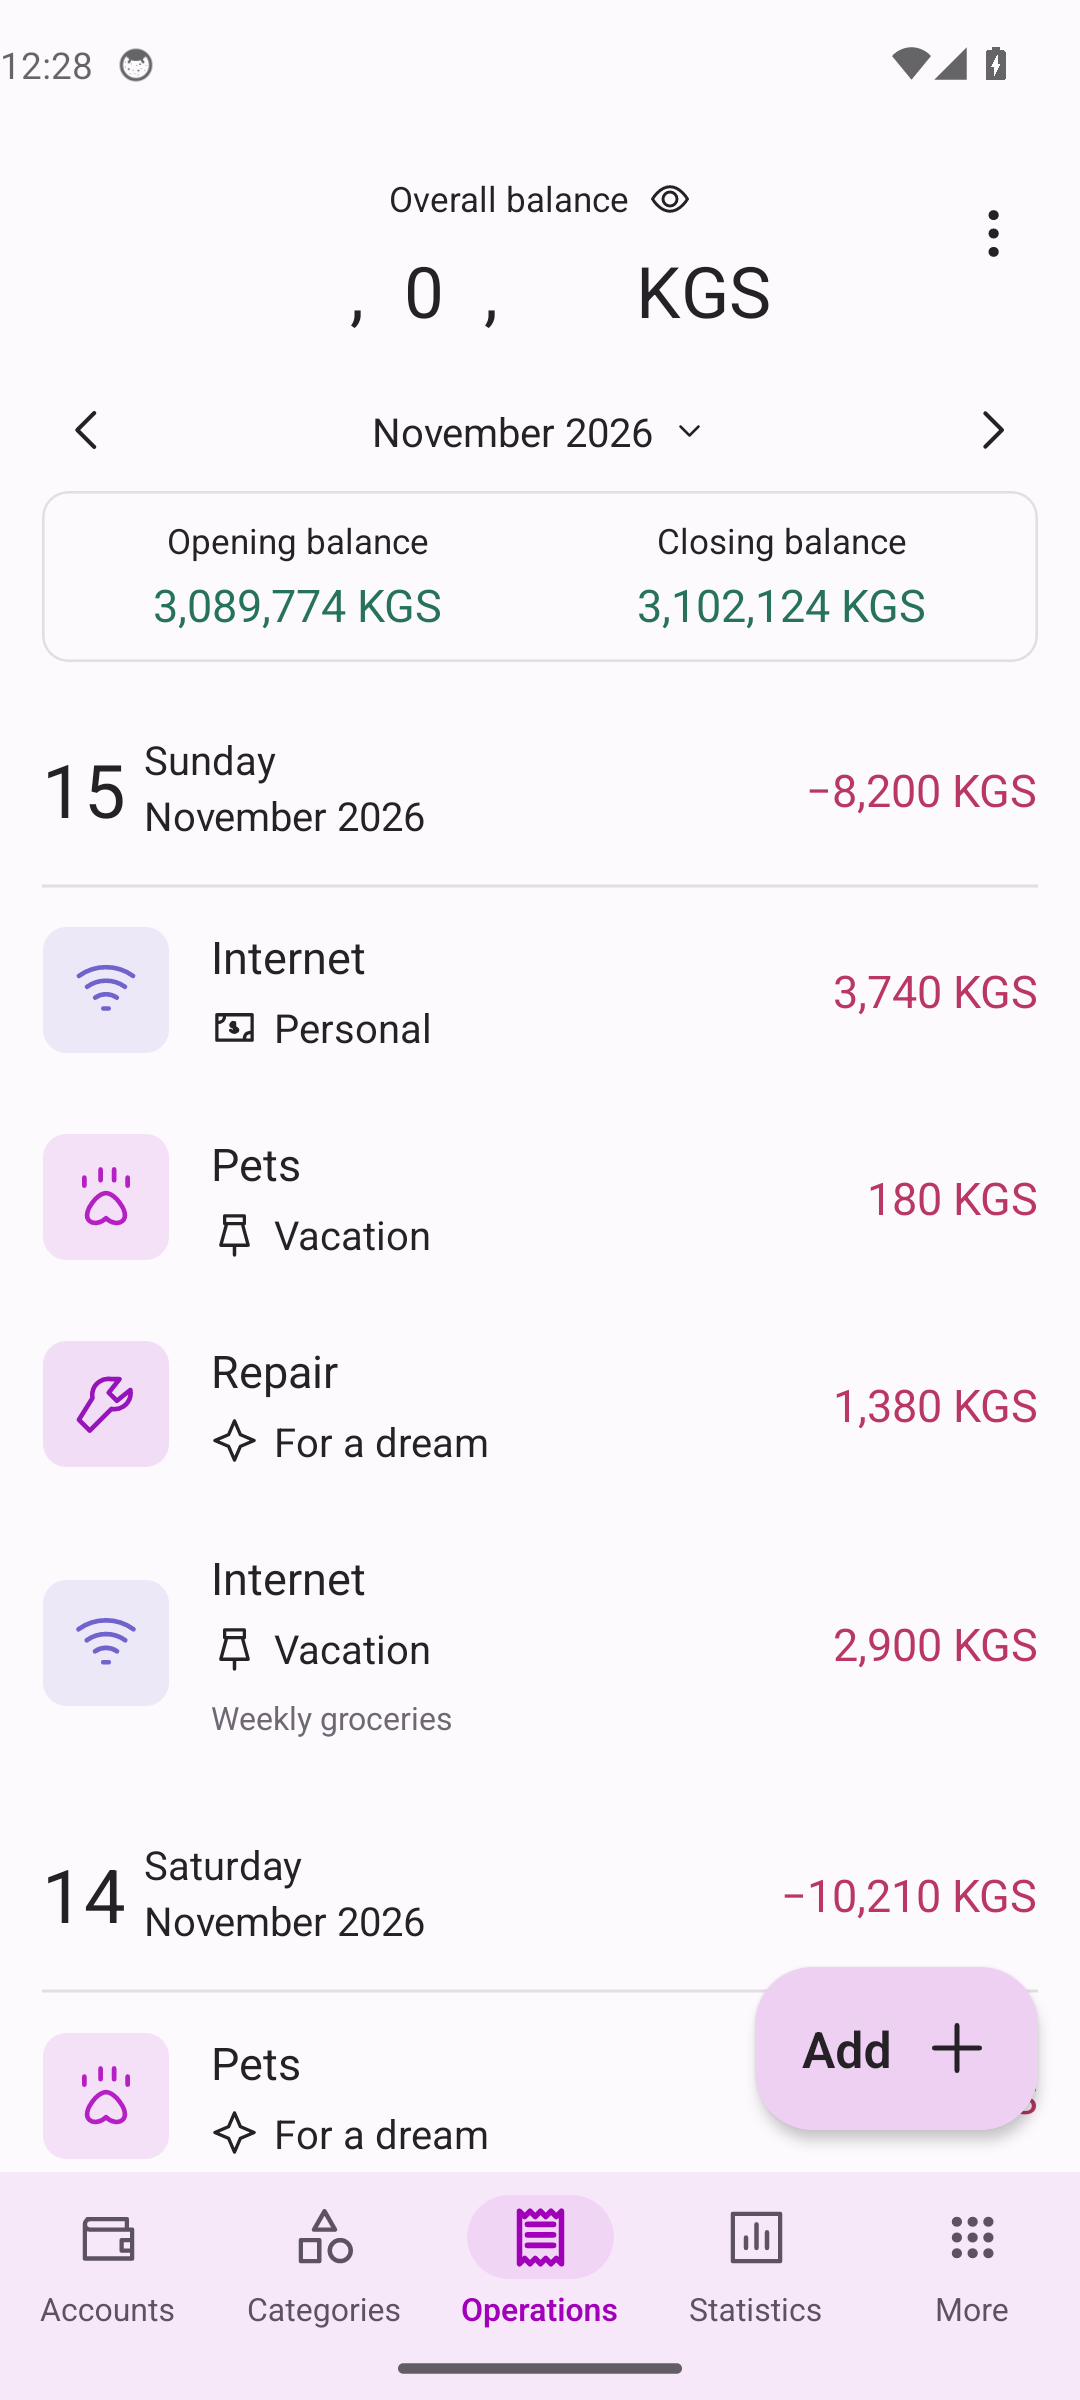 12:28
Overall balance
, 0 , KGS
November 2026
Opening balance
Closing balance
3,089,774 KGS
3,102,124 KGS
15
Sunday
November 2026
−8,200 KGS
Internet
Personal
3,740 KGS
Pets
Vacation
180 KGS
Repair
For a dream
1,380 KGS
Internet
Vacation
Weekly groceries
2,900 KGS
14
Saturday
November 2026
−10,210 KGS
Pets
For a dream
Add
Accounts
Categories
Operations
Statistics
More